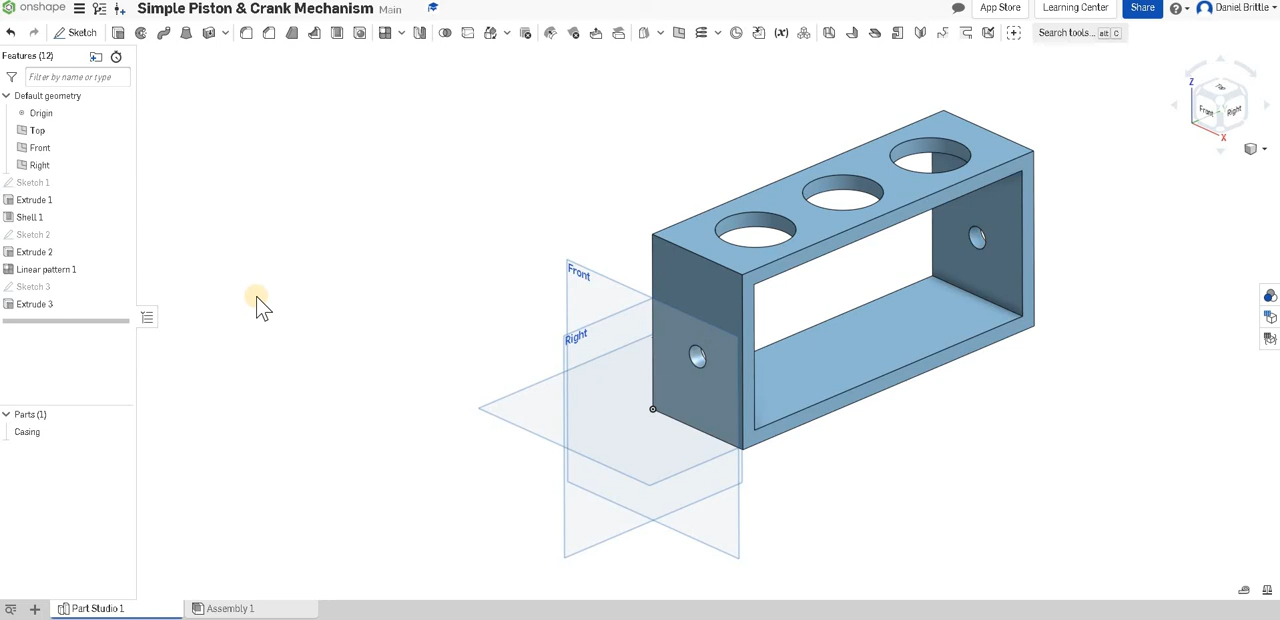 onshape Simple Piston & Crank Mechanism Main App Store Learning Center Share Daniel Brittle
Sketch Search tools... alt C
Features (12)
Filter by name or type
Default geometry
Origin
Top
Front
Right
Sketch 1
Extrude 1
Shell 1
Sketch 2
Extrude 2
Linear pattern 1
Sketch 3
Extrude 3
Parts (1)
Casing
Front
Right
Z
Top
Front
Right
X
Part Studio 1 Assembly 1